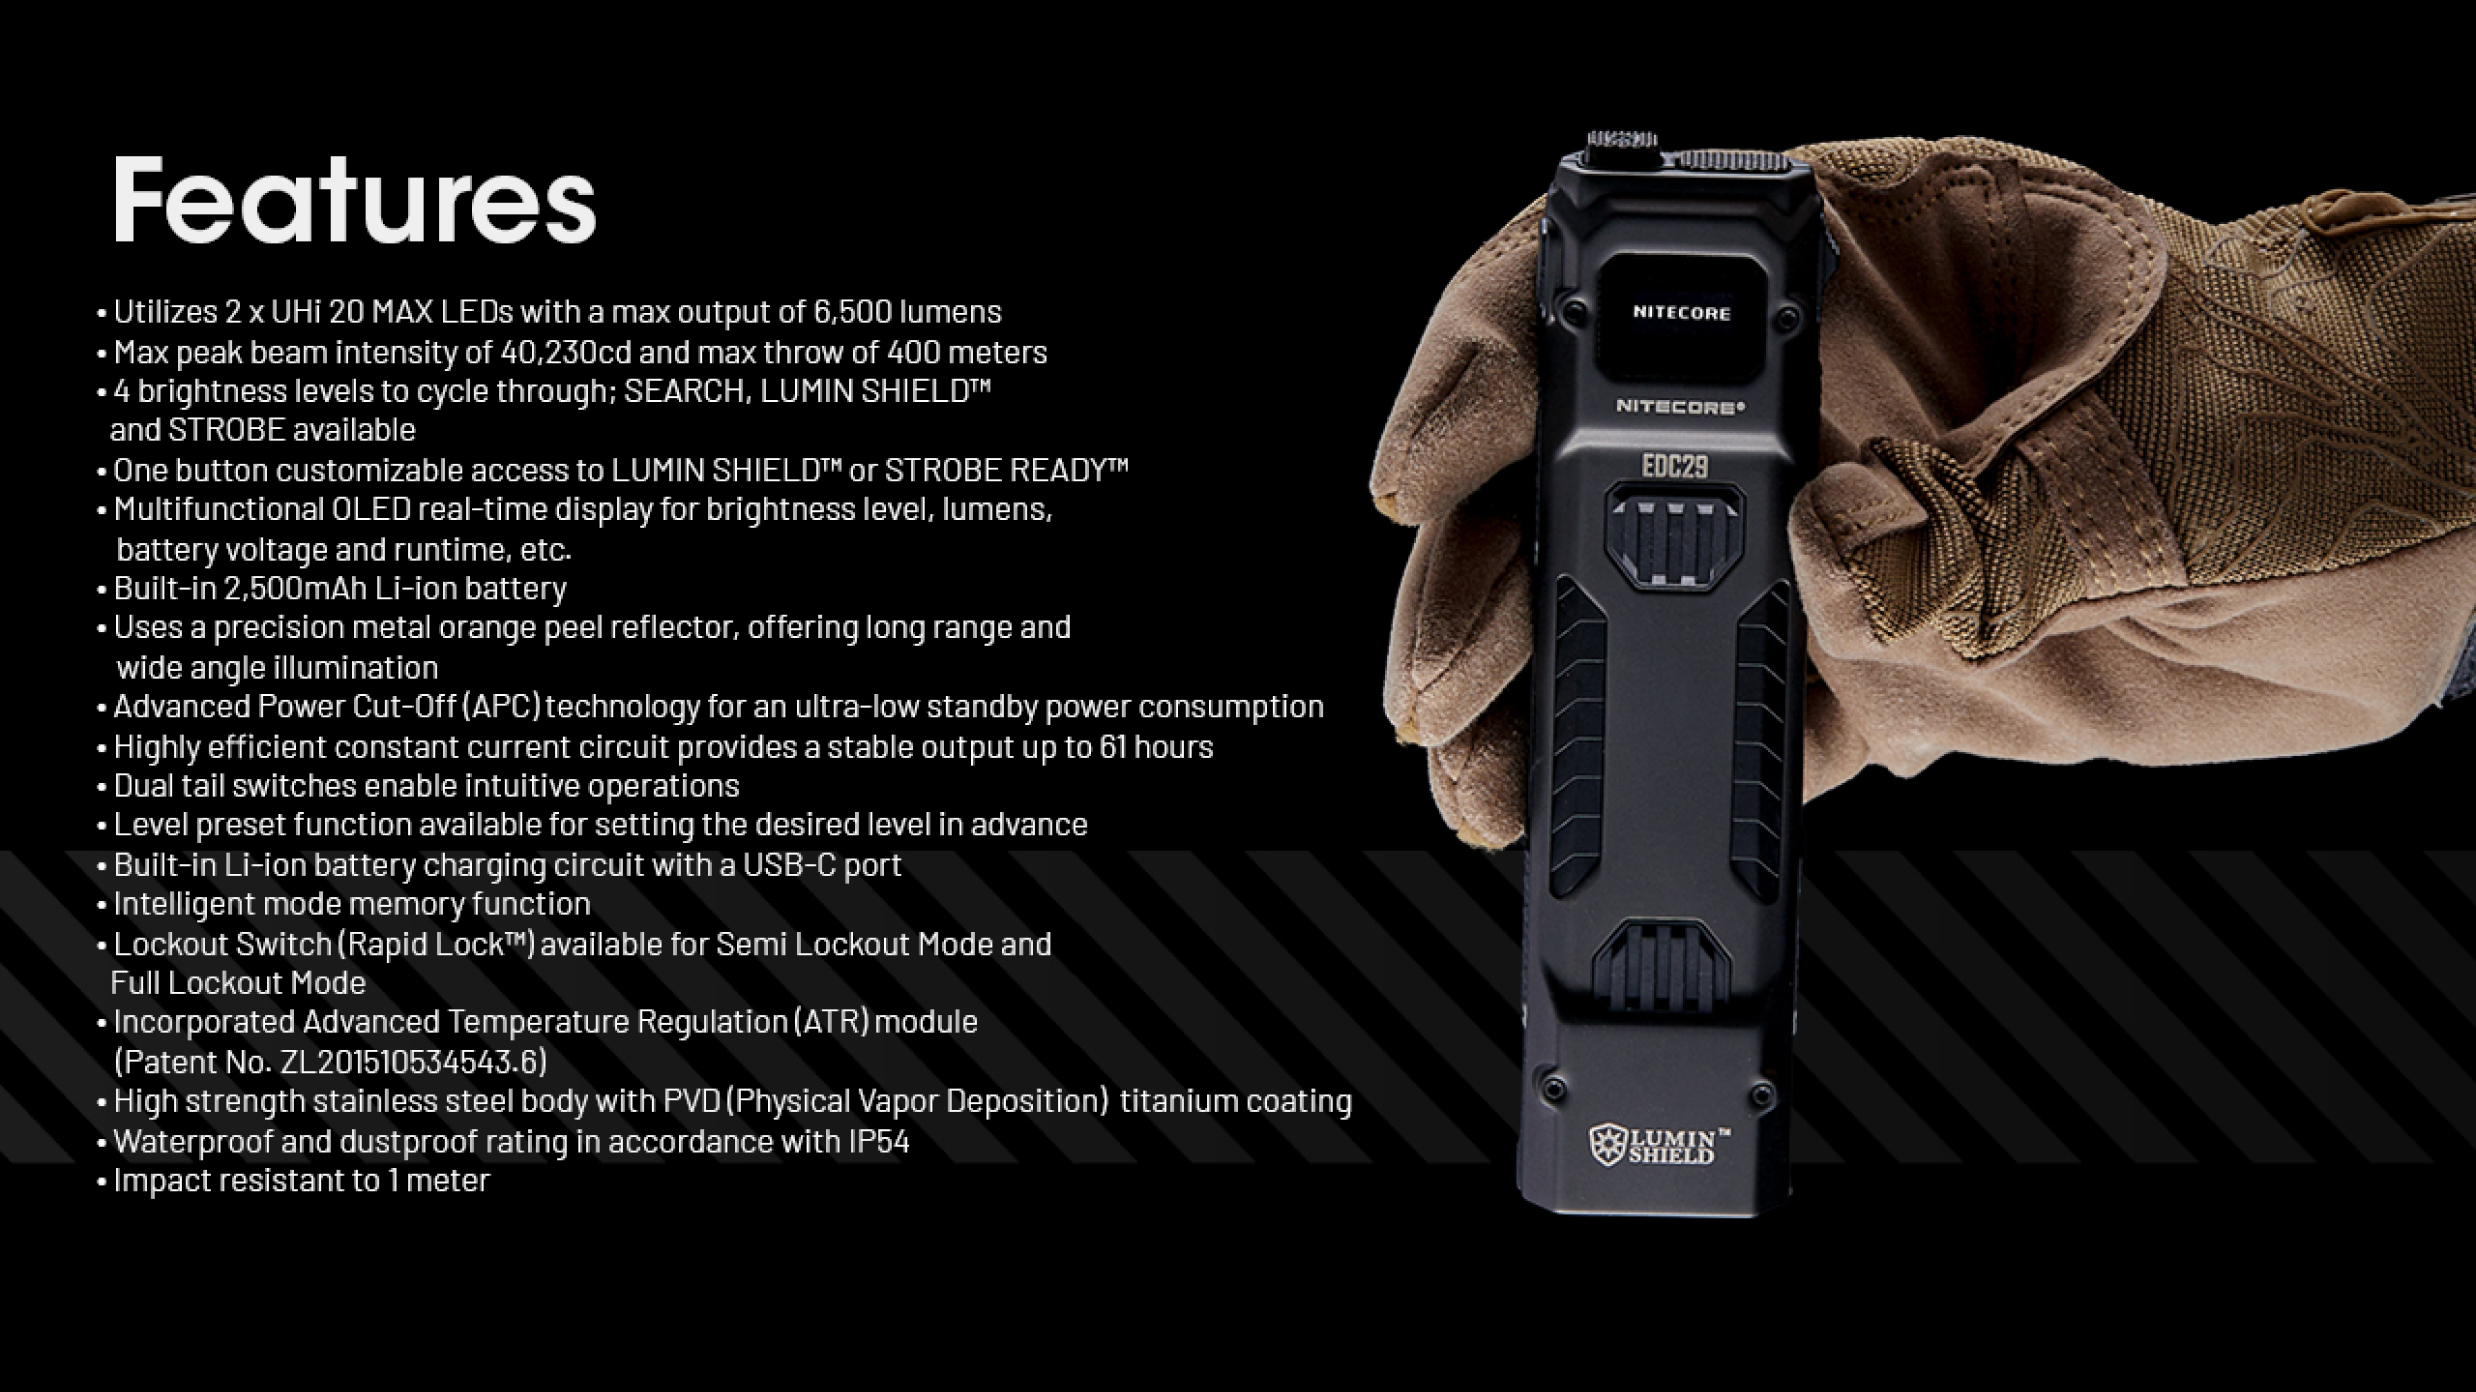 Features
• Utilizes 2 x UHi 20 MAX LEDs with a max output of 6,500 lumens
• Max peak beam intensity of 40,230cd and max throw of 400 meters
• 4 brightness levels to cycle through; SEARCH, LUMIN SHIELD™
and STROBE available
• One button customizable access to LUMIN SHIELD™ or STROBE READY™
• Multifunctional OLED real-time display for brightness level, lumens,
battery voltage and runtime, etc.
• Built-in 2,500mAh Li-ion battery
• Uses a precision metal orange peel reflector, offering long range and
wide angle illumination
• Advanced Power Cut-Off (APC) technology for an ultra-low standby power consumption
• Highly efficient constant current circuit provides a stable output up to 61 hours
• Dual tail switches enable intuitive operations
• Level preset function available for setting the desired level in advance
• Built-in Li-ion battery charging circuit with a USB-C port
• Intelligent mode memory function
• Lockout Switch (Rapid Lock™) available for Semi Lockout Mode and
Full Lockout Mode
• Incorporated Advanced Temperature Regulation (ATR) module
(Patent No. ZL201510534543.6)
• High strength stainless steel body with PVD (Physical Vapor Deposition) titanium coating
• Waterproof and dustproof rating in accordance with IP54
• Impact resistant to 1 meter
NITECORE
NITECORE®
EDC29
LUMIN™
SHIELD